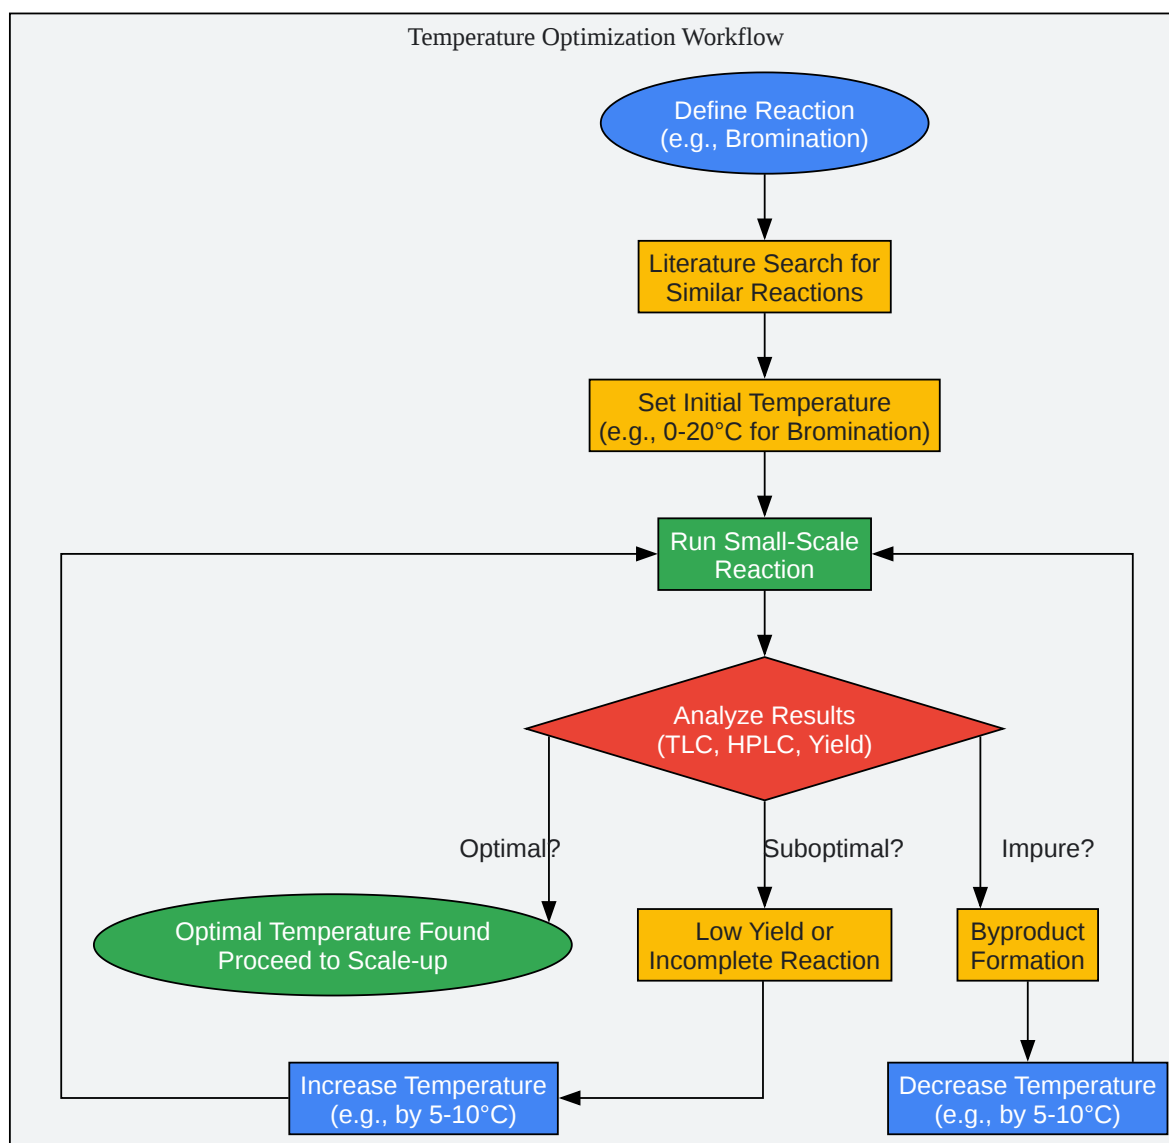 Temperature Optimization Workflow
Define Reaction
(e.g., Bromination)
Literature Search for
Similar Reactions
Set Initial Temperature
(e.g., 0-20°C for Bromination)
Run Small-Scale
Reaction
Analyze Results
(TLC, HPLC, Yield)
Optimal?
Suboptimal?
Impure?
Optimal Temperature Found
Proceed to Scale-up
Low Yield or
Incomplete Reaction
Byproduct
Formation
Increase Temperature
(e.g., by 5-10°C)
Decrease Temperature
(e.g., by 5-10°C)